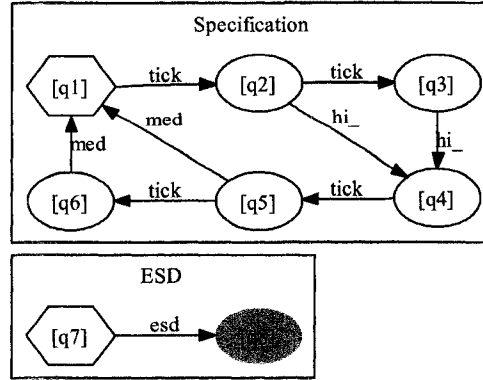 Specification
[q1]
tick
[q2]
tick
[q3]
med
hi_
med
hi_
[q6]
tick
[q5]
tick
[q4]
ESD
[q7]
esd